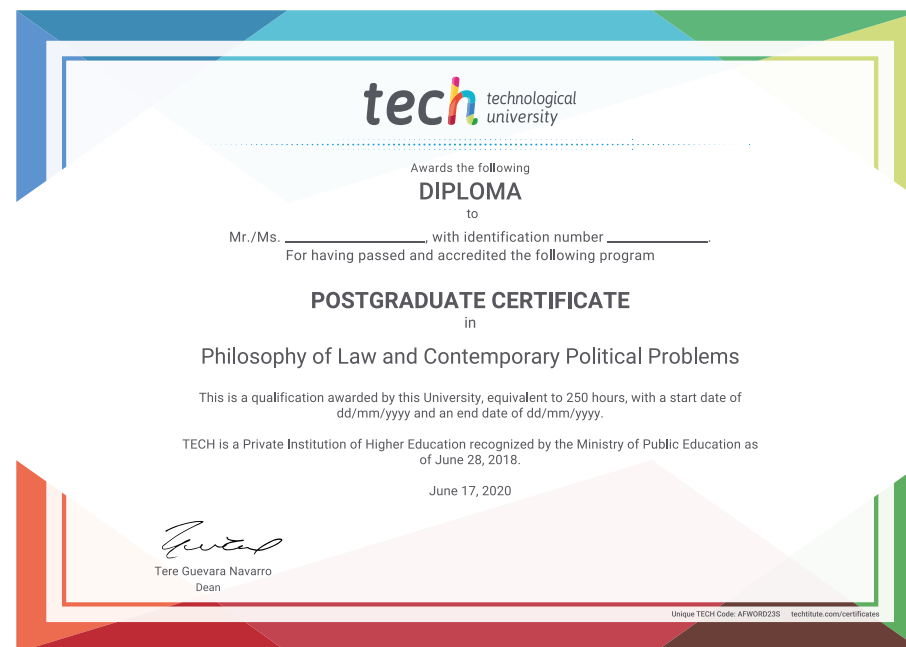 tech technological
university
Awards the following
DIPLOMA
to
Mr./Ms. ____________________, with identification number ______________.
For having passed and accredited the following program
POSTGRADUATE CERTIFICATE
in
Philosophy of Law and Contemporary Political Problems
This is a qualification awarded by this University, equivalent to 250 hours, with a start date of
dd/mm/yyyy and an end date of dd/mm/yyyy.
TECH is a Private Institution of Higher Education recognized by the Ministry of Public Education as
of June 28, 2018.
June 17, 2020
Tere Guevara Navarro
Dean
Unique TECH Code: AFWORD23S techtitute.com/certificates